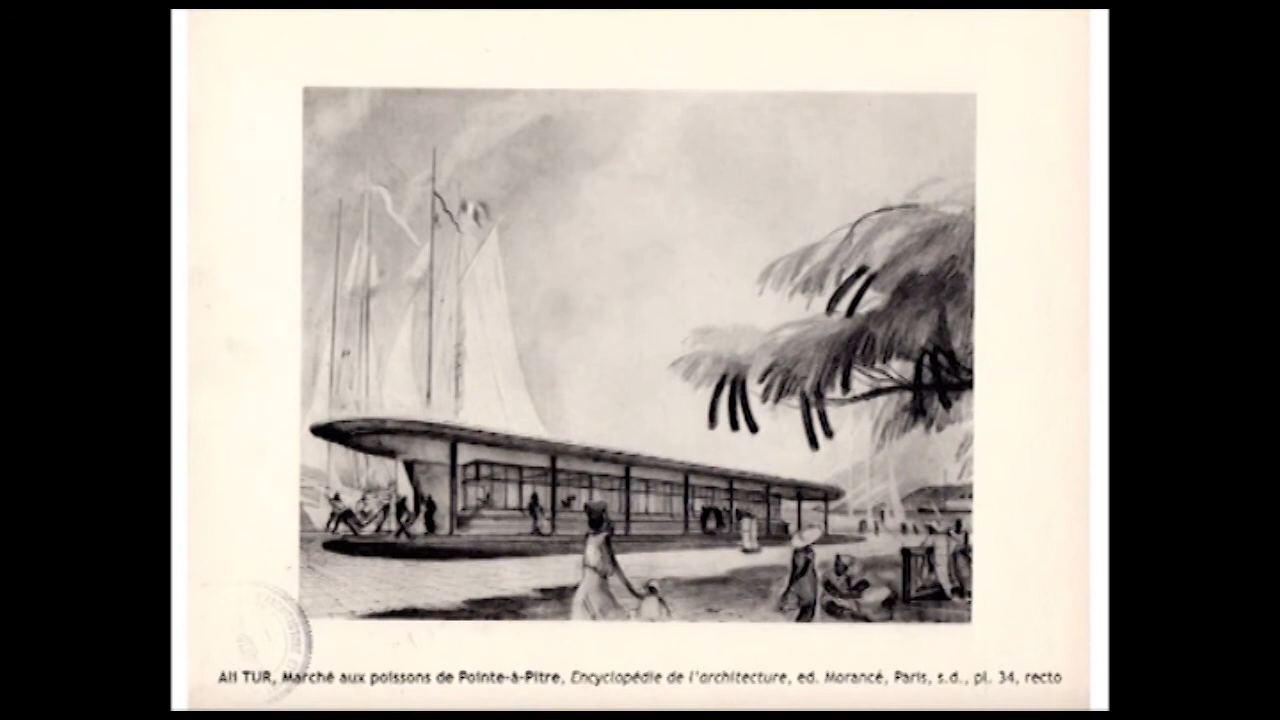 Ali TUR, Marché aux poissons de Pointe-à-Pitre, Encyclopédie de l'architecture, ed. Morancé, Paris, s.d., pl. 34, recto